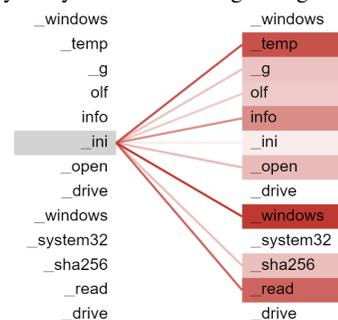 _windows _windows
_temp _temp
_g _g
olf olf
info info
_ini _ini
_open _open
_drive _drive
_windows _windows
_system32 _system32
_sha256 _sha256
_read _read
_drive _drive